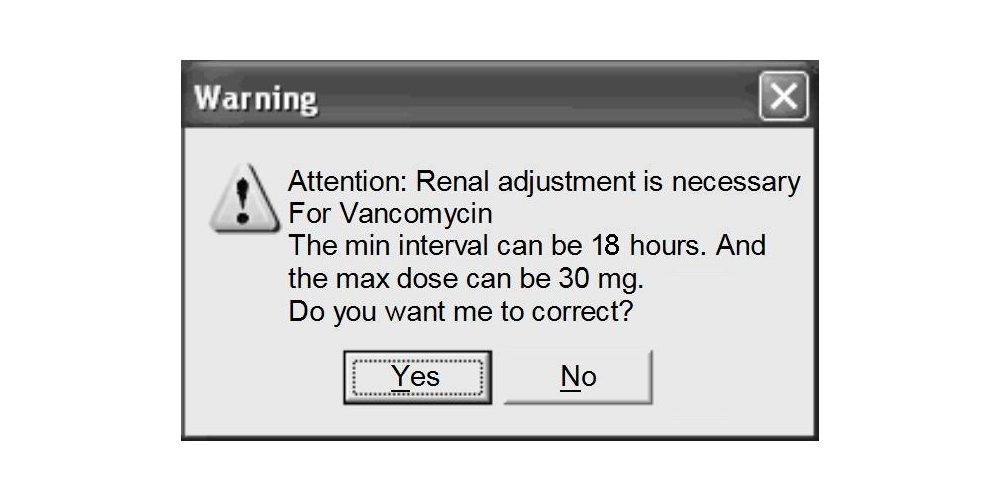 Warning
Attention: Renal adjustment is necessary
For Vancomycin
The min interval can be 18 hours. And
the max dose can be 30 mg.
Do you want me to correct?
Yes No